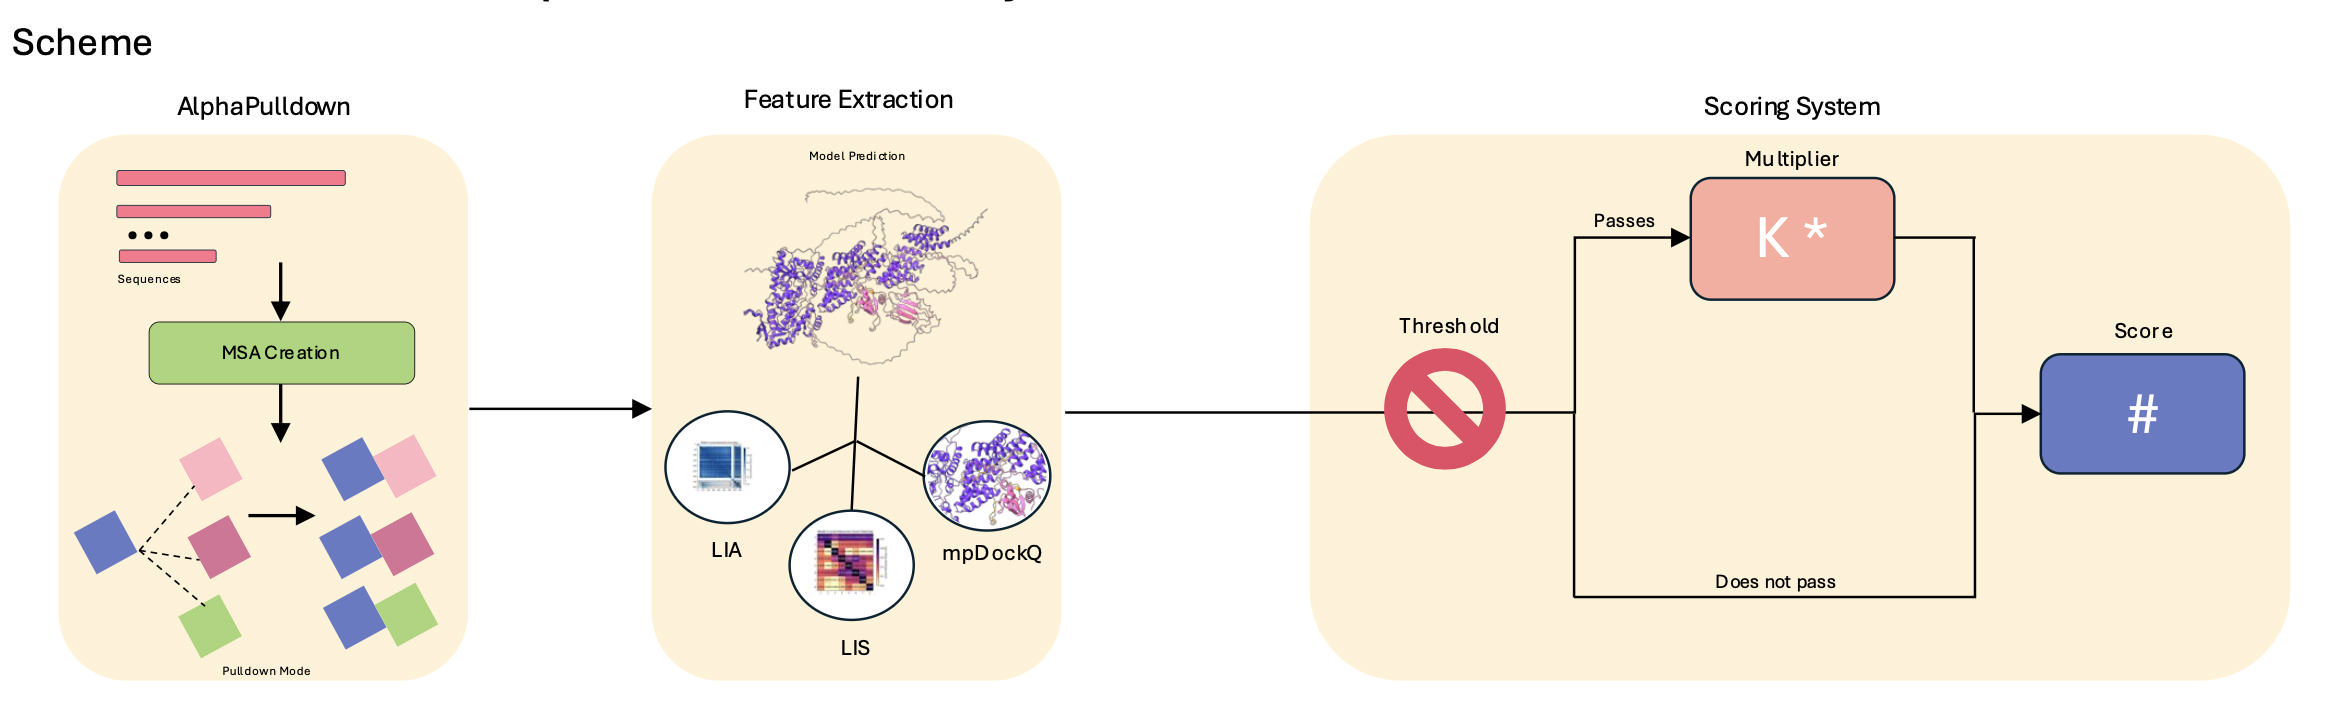 Scheme
AlphaPulldown
Sequences
MSA Creation
Pulldown Mode
Feature Extraction
Model Prediction
LIA
LIS
mpDockQ
Scoring System
Threshold
Passes
Multiplier
K *
Does not pass
Score
#